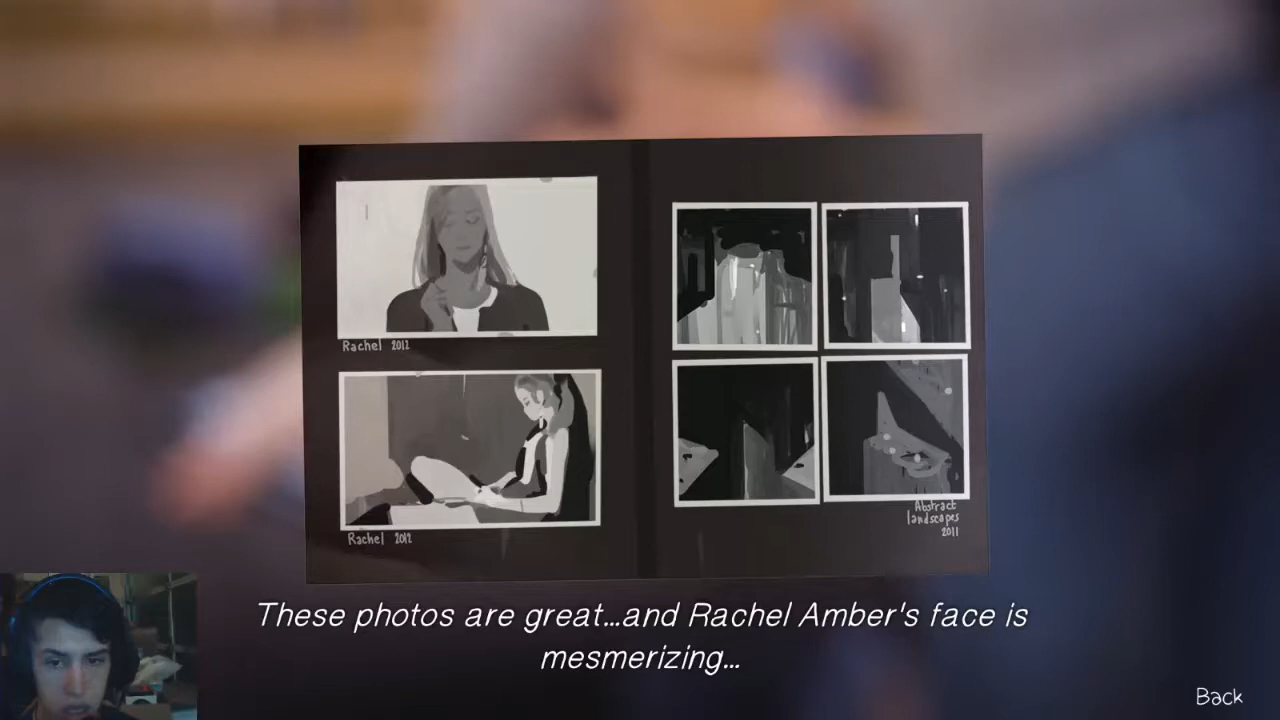 Rachel 2012
Rachel 2012
Abstract
landscapes
2011
These photos are great...and Rachel Amber's face is
mesmerizing...
Back